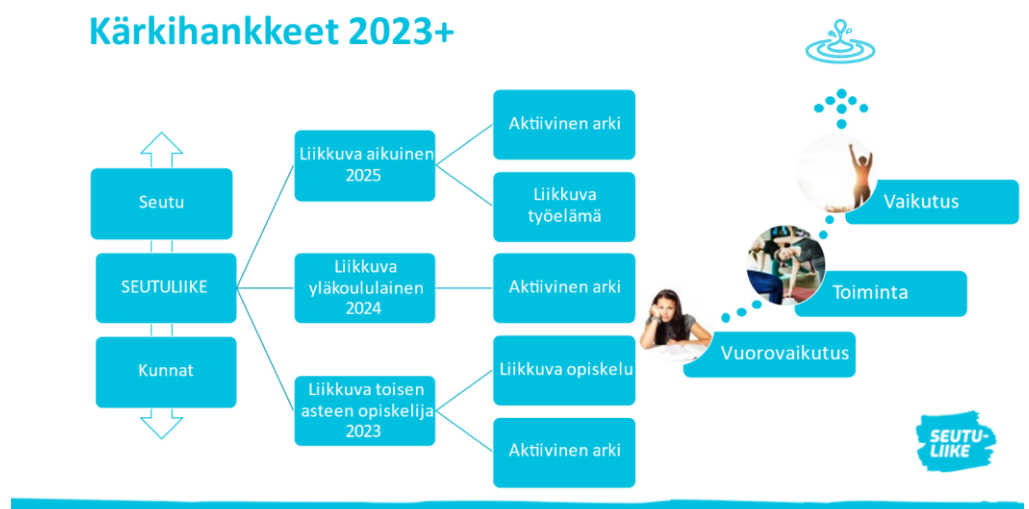 Kärkihankkeet 2023+
Seutu
SEUTULIIKE
Kunnat
Liikkuva aikuinen
2025
Liikkuva
yläkoululainen
2024
Liikkuva toisen
asteen opiskelija
2023
Aktiivinen arki
Liikkuva
työelämä
Aktiivinen arki
Liikkuva opiskelu
Aktiivinen arki
Vaikutus
Toiminta
Vuorovaikutus
SEUTU-
LIIKE